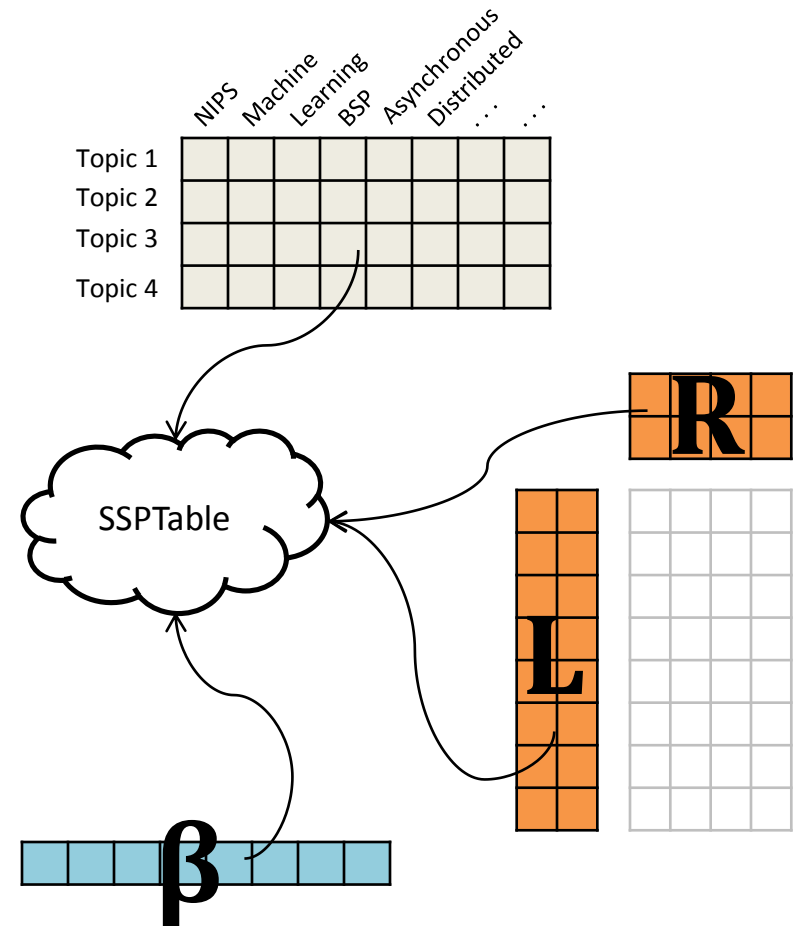 NIPS
Machine
Learning
BSP
Asynchronous
Distributed
. . .
. . .
Topic 1
Topic 2
Topic 3
Topic 4
R
SSPTable
L
β